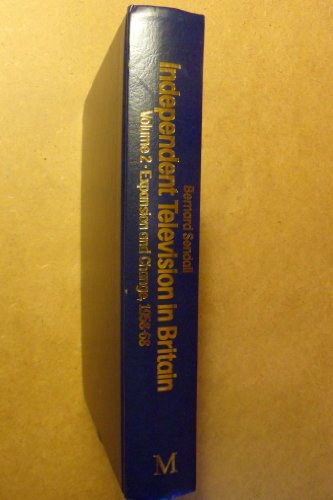 Bernard Sendall
Independent Television in Britain
Volume 2 · Expansion and Change, 1958-68
M